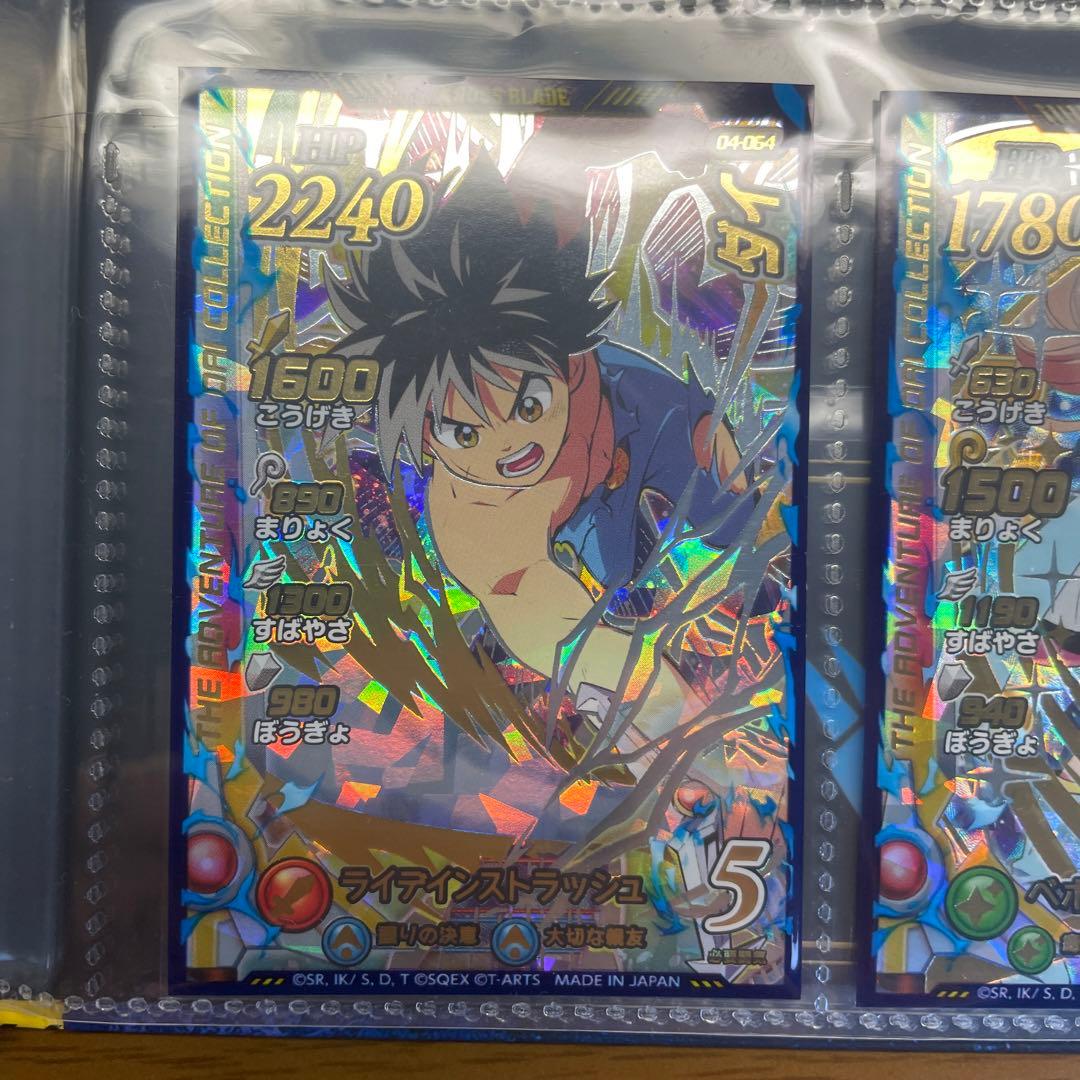 CROSS BLADE
04-064
HP
2240
ダイ
THE ADVENTURE OF DAI COLLECTION
1600
こうげき
890
まりょく
1300
すばやさ
980
ぼうぎょ
ライデインストラッシュ
怒りの決意
大切な親友
5
©SR, IK/ S, D, T ©SQEX ©T-ARTS MADE IN JAPAN
HP
1780
THE ADVENTURE OF DAI COLLECTION
630
こうげき
1500
まりょく
1190
すばやさ
940
ぼうぎょ
©SR, IK/ S, D,